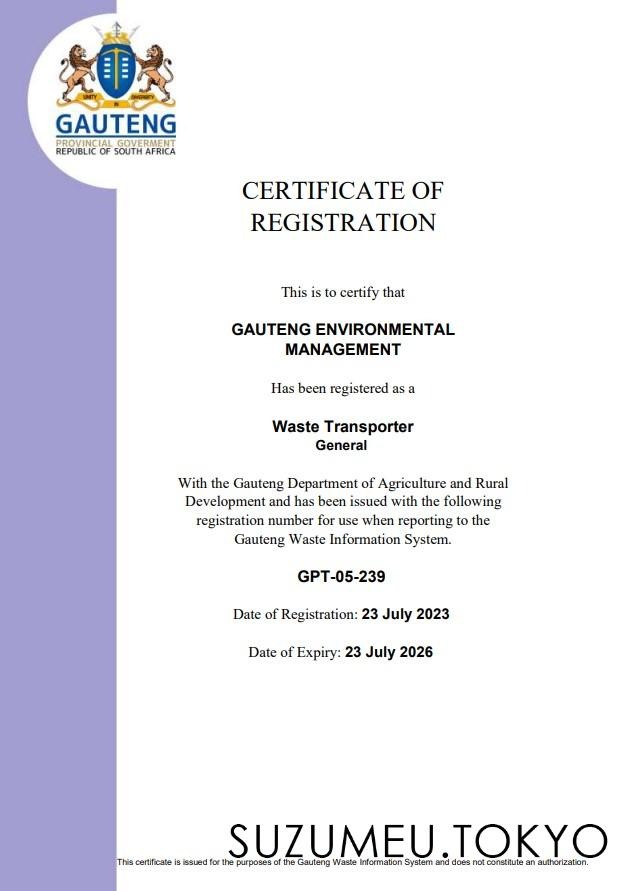 UNITY
IN
DIVERSITY
GAUTENG
PROVINCIAL GOVERMENT
REPUBLIC OF SOUTH AFRICA
CERTIFICATE OF
REGISTRATION
This is to certify that
GAUTENG ENVIRONMENTAL
MANAGEMENT
Has been registered as a
Waste Transporter
General
With the Gauteng Department of Agriculture and Rural
Development and has been issued with the following
registration number for use when reporting to the
Gauteng Waste Information System.
GPT-05-239
Date of Registration: 23 July 2023
Date of Expiry: 23 July 2026
SUZUMEU.TOKYO
This certificate is issued for the purposes of the Gauteng Waste Information System and does not constitute an authorization.